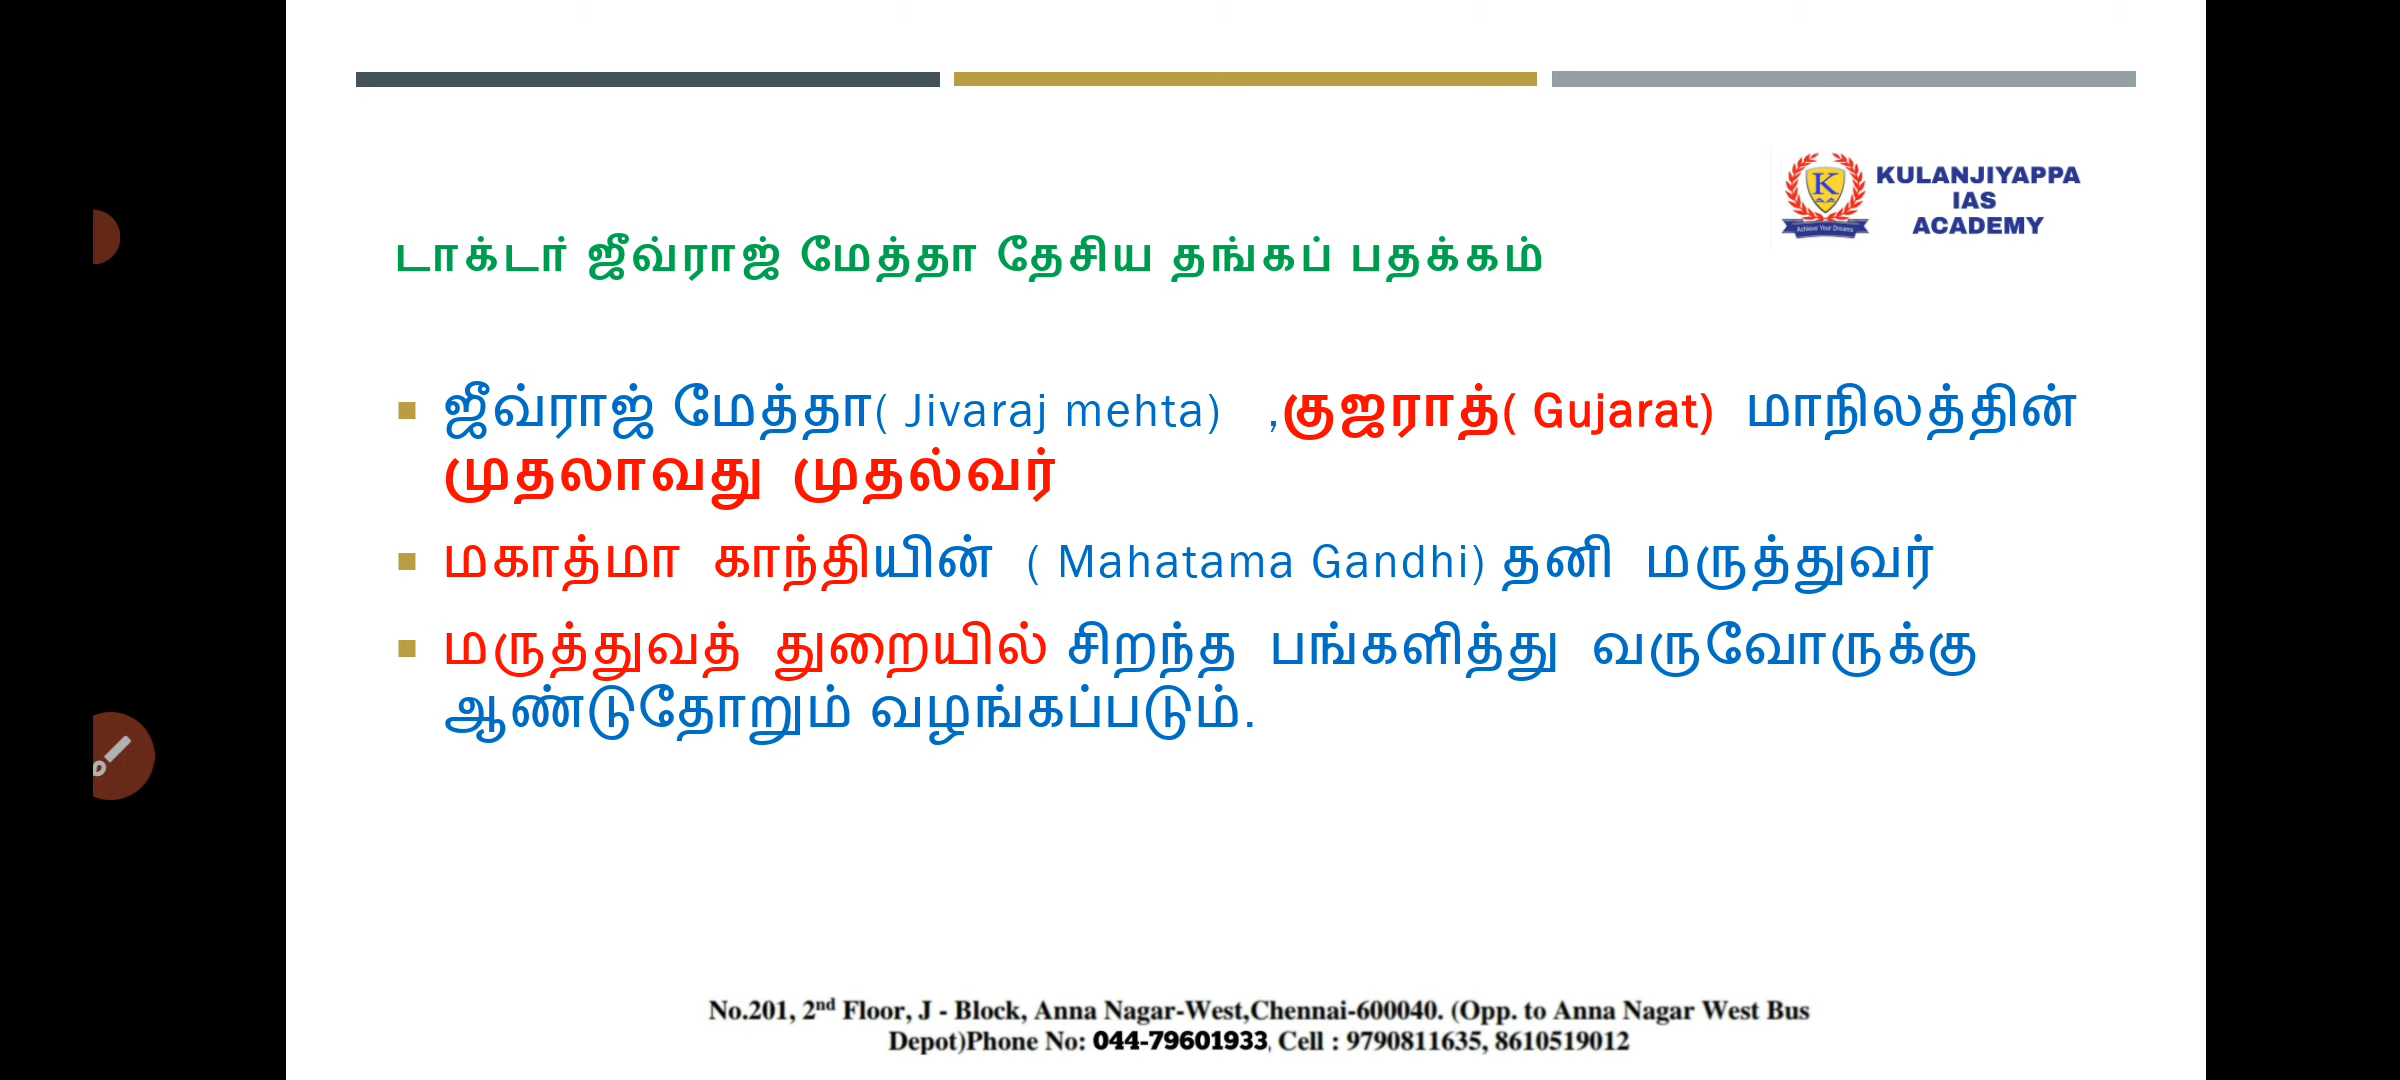 KULANJIYAPPA
IAS
ACADEMY
Achieve Your Dreams
டாக்டர் ஜீவ்ராஜ் மேத்தா தேசிய தங்கப் பதக்கம்
ஜீவ்ராஜ் மேத்தா( Jivaraj mehta) ,குஜராத்( Gujarat) மாநிலத்தின்
முதலாவது முதல்வர்
மகாத்மா காந்தியின் ( Mahatama Gandhi) தனி மருத்துவர்
மருத்துவத் துறையில் சிறந்த பங்களித்து வருவோருக்கு
ஆண்டுதோறும் வழங்கப்படும்.
No.201, 2nd Floor, J - Block, Anna Nagar-West,Chennai-600040. (Opp. to Anna Nagar West Bus
Depot)Phone No: 044-79601933, Cell : 9790811635, 8610519012